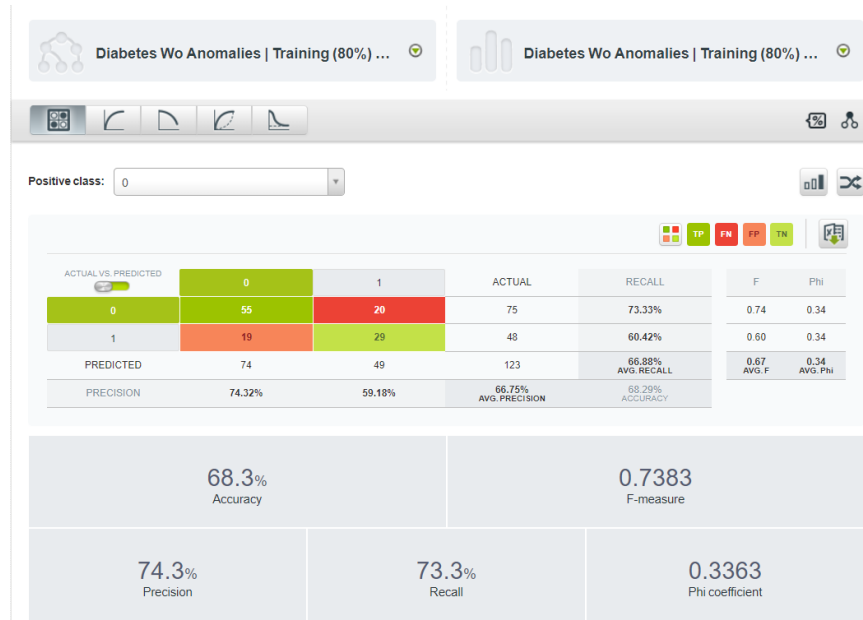 Diabetes Wo Anomalies | Training (80%) ... Diabetes Wo Anomalies | Training (80%) ...
Positive class: 0
TP FN FP TN
ACTUAL VS. PREDICTED 0 1 ACTUAL RECALL F Phi
0 55 20 75 73.33% 0.74 0.34
1 19 29 48 60.42% 0.60 0.34
PREDICTED 74 49 123 66.88% 0.67 0.34
AVG. RECALL AVG. F AVG. Phi
PRECISION 74.32% 59.18% 66.75% 68.29%
AVG. PRECISION ACCURACY
68.3% 0.7383
Accuracy F-measure
74.3% 73.3% 0.3363
Precision Recall Phi coefficient